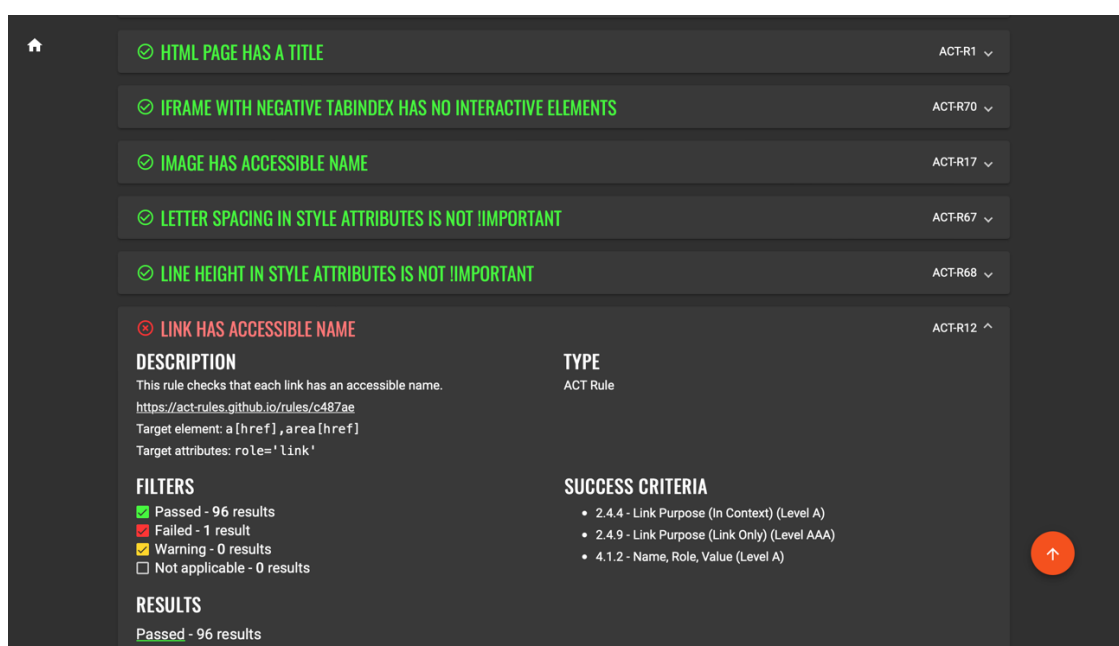 HTML PAGE HAS A TITLE
ACT-R1
IFRAME WITH NEGATIVE TABINDEX HAS NO INTERACTIVE ELEMENTS
ACT-R70
IMAGE HAS ACCESSIBLE NAME
ACT-R17
LETTER SPACING IN STYLE ATTRIBUTES IS NOT !IMPORTANT
ACT-R67
LINE HEIGHT IN STYLE ATTRIBUTES IS NOT !IMPORTANT
ACT-R68
LINK HAS ACCESSIBLE NAME
ACT-R12
DESCRIPTION
This rule checks that each link has an accessible name.
https://act-rules.github.io/rules/c487ae
Target element: a[href],area[href]
Target attributes: role='link'
TYPE
ACT Rule
FILTERS
Passed - 96 results
Failed - 1 result
Warning - 0 results
Not applicable - 0 results
SUCCESS CRITERIA
• 2.4.4 - Link Purpose (In Context) (Level A)
• 2.4.9 - Link Purpose (Link Only) (Level AAA)
• 4.1.2 - Name, Role, Value (Level A)
RESULTS
Passed - 96 results